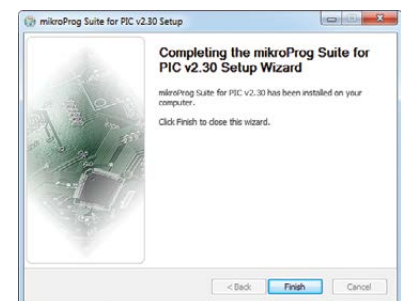 mikroProg Suite for PIC v2.30 Setup
Completing the mikroProg Suite for
PIC v2.30 Setup Wizard
mikroProg Suite for PIC v2.30 has been installed on your
computer.
Click Finish to close this wizard.
< Back
Finish
Cancel